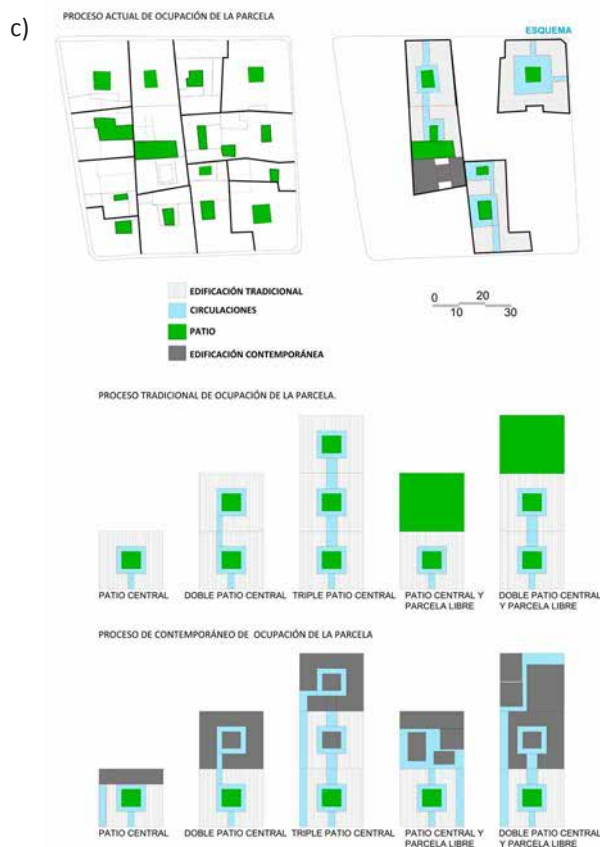 c)
PROCESO ACTUAL DE OCUPACIÓN DE LA PARCELA
ESQUEMA
EDIFICACIÓN TRADICIONAL
CIRCULACIONES
PATIO
EDIFICACIÓN CONTEMPORÁNEA
0 20
10 30
PROCESO TRADICIONAL DE OCUPACIÓN DE LA PARCELA.
PATIO CENTRAL
DOBLE PATIO CENTRAL
TRIPLE PATIO CENTRAL
PATIO CENTRAL Y
PARCELA LIBRE
DOBLE PATIO CENTRAL
Y PARCELA LIBRE
PROCESO DE CONTEMPORÁNEO DE OCUPACIÓN DE LA PARCELA
PATIO CENTRAL
DOBLE PATIO CENTRAL
TRIPLE PATIO CENTRAL
PATIO CENTRAL Y
PARCELA LIBRE
DOBLE PATIO CENTRAL
Y PARCELA LIBRE